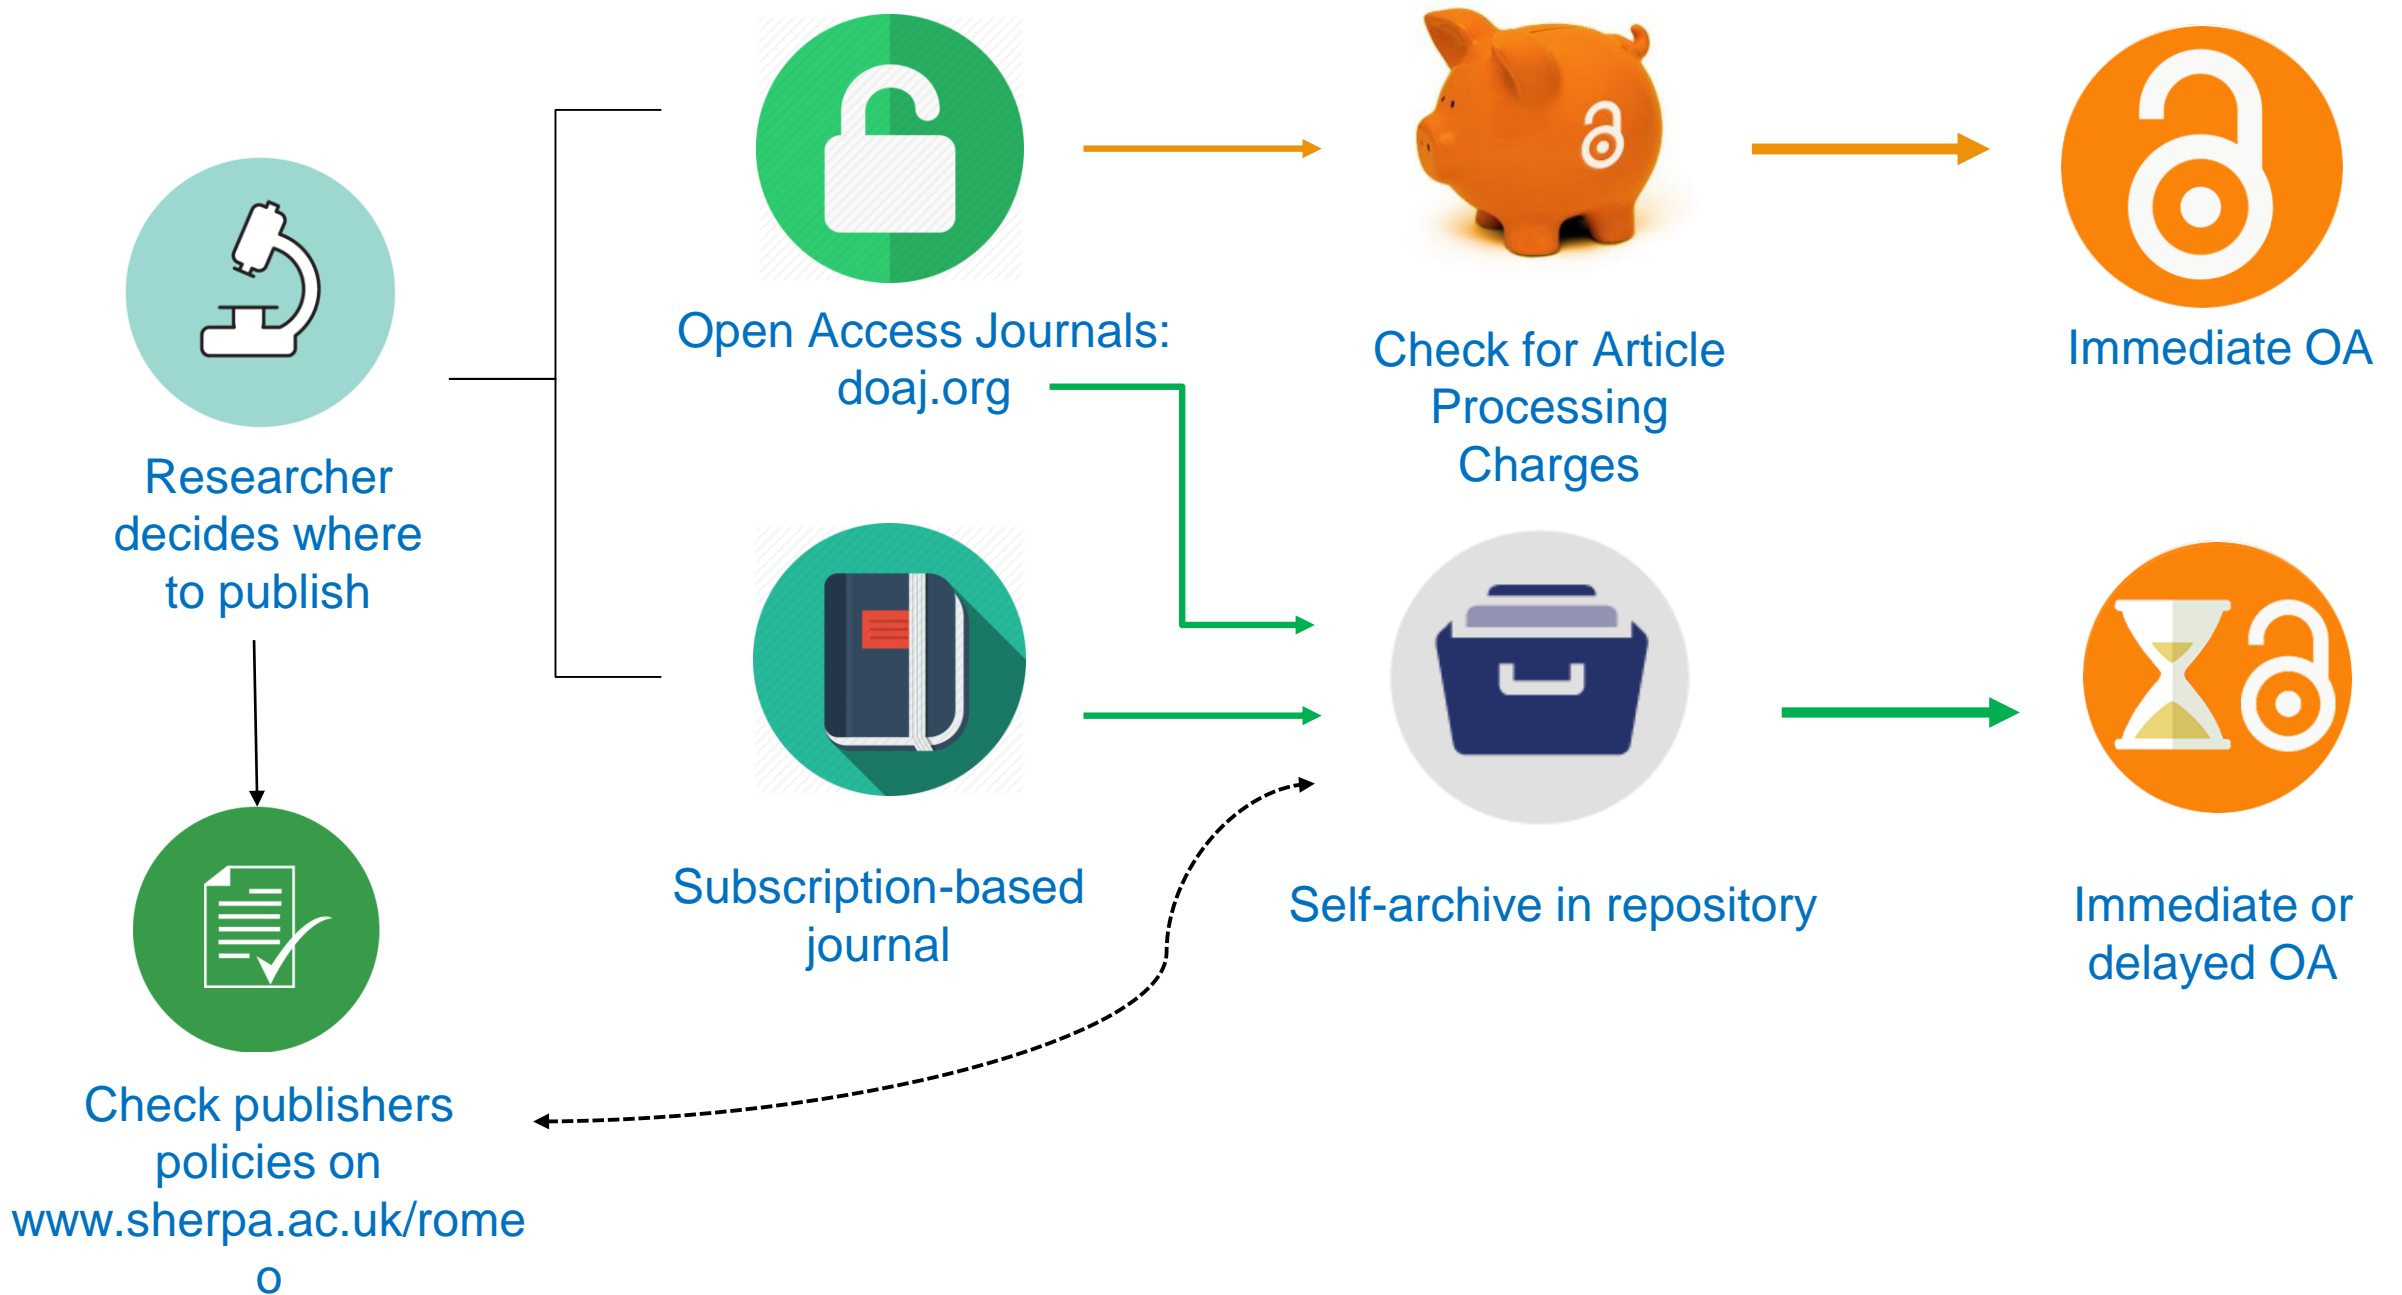 Researcher
decides where
to publish
Check publishers
policies on
www.sherpa.ac.uk/rome
o
Open Access Journals:
doaj.org
Subscription-based
journal
Check for Article
Processing
Charges
Self-archive in repository
Immediate OA
Immediate or
delayed OA